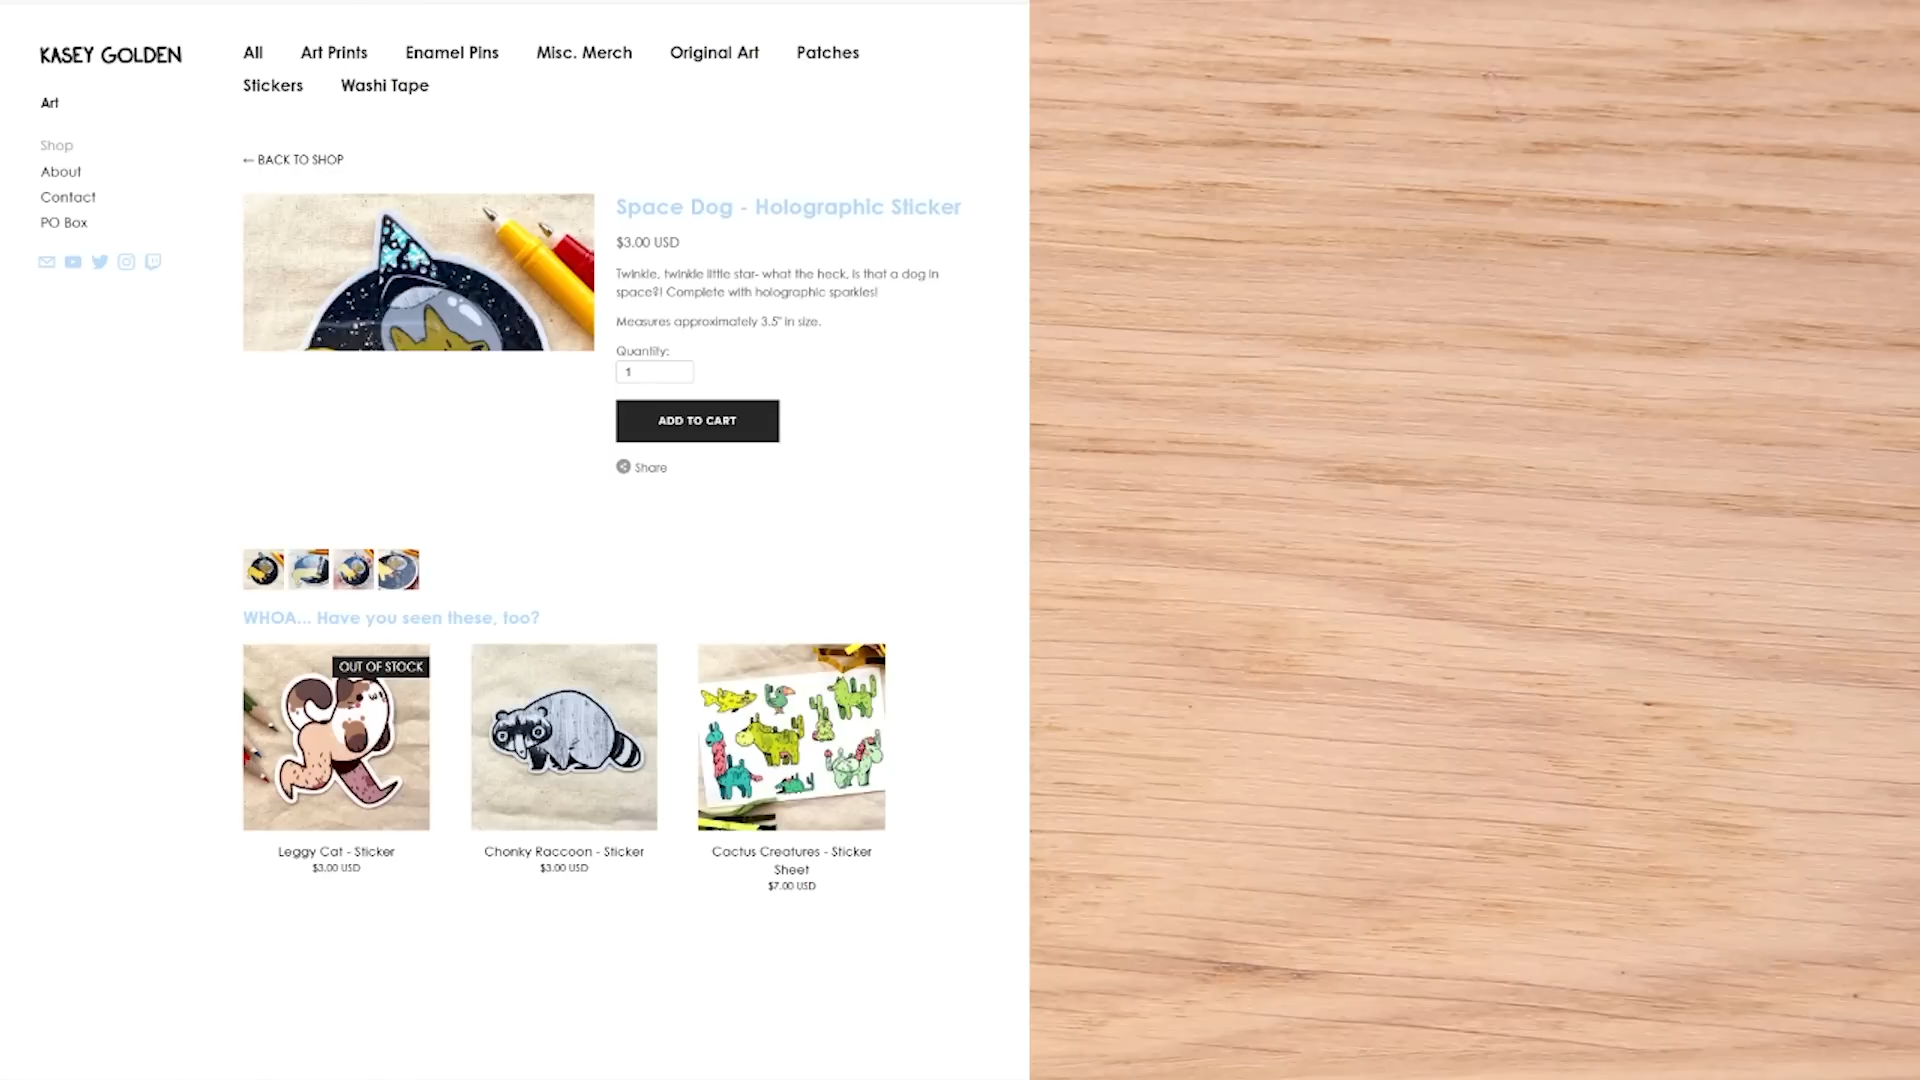 KASEY GOLDEN
All Art Prints Enamel Pins Misc. Merch Original Art Patches
Stickers Washi Tape
Art
Shop
About
Contact
PO Box
← BACK TO SHOP
Space Dog - Holographic Sticker
$3.00 USD
Twinkle, twinkle little star- what the heck, is that a dog in
space?! Complete with holographic sparkles!
Measures approximately 3.5" in size.
Quantity:
1
ADD TO CART
Share
WHOA... Have you seen these, too?
OUT OF STOCK
Leggy Cat - Sticker
$3.00 USD
Chonky Raccoon - Sticker
$3.00 USD
Cactus Creatures - Sticker
Sheet
$7.00 USD